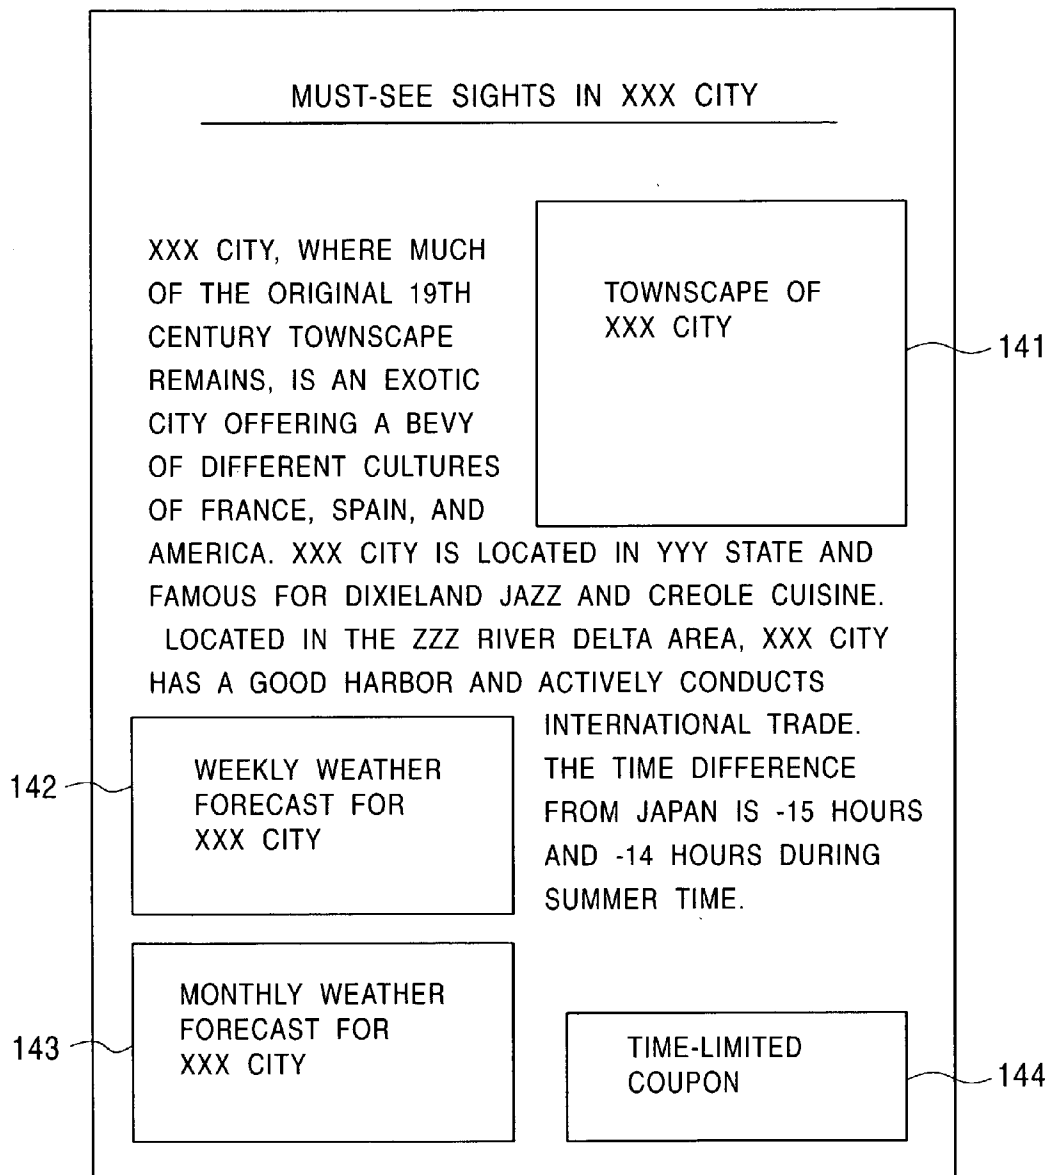 MUST-SEE SIGHTS IN XXX CITY
XXX CITY, WHERE MUCH
OF THE ORIGINAL 19TH
CENTURY TOWNSCAPE
REMAINS, IS AN EXOTIC
CITY OFFERING A BEVY
OF DIFFERENT CULTURES
OF FRANCE, SPAIN, AND
TOWNSCAPE OF
XXX CITY
141
AMERICA. XXX CITY IS LOCATED IN YYY STATE AND
FAMOUS FOR DIXIELAND JAZZ AND CREOLE CUISINE.
LOCATED IN THE ZZZ RIVER DELTA AREA, XXX CITY
HAS A GOOD HARBOR AND ACTIVELY CONDUCTS
INTERNATIONAL TRADE.
THE TIME DIFFERENCE
FROM JAPAN IS -15 HOURS
AND -14 HOURS DURING
SUMMER TIME.
142
WEEKLY WEATHER
FORECAST FOR
XXX CITY
143
MONTHLY WEATHER
FORECAST FOR
XXX CITY
TIME-LIMITED
COUPON
144